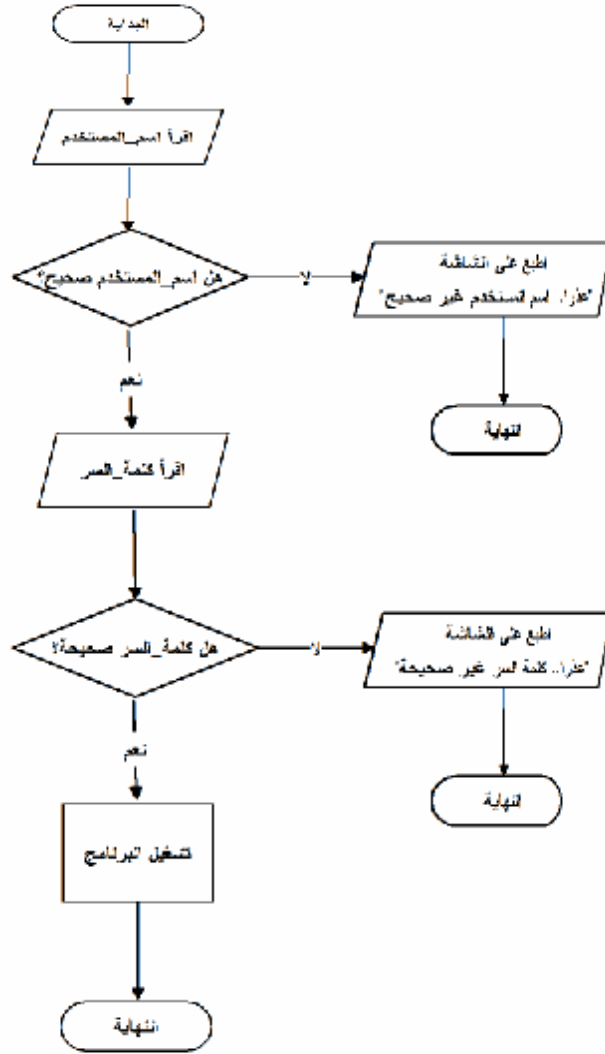 البداية
اقرأ اسم_المستخدم
هل اسم_المستخدم صحيح؟
لا
اطبع على الشاشة
"عذرا.. اسم المستخدم غير صحيح"
النهاية
نعم
اقرأ كلمة_السر
هل كلمة_السر صحيحة؟
لا
اطبع على الشاشة
"عذرا.. كلمة السر غير صحيحة"
النهاية
نعم
تشغيل البرنامج
النهاية